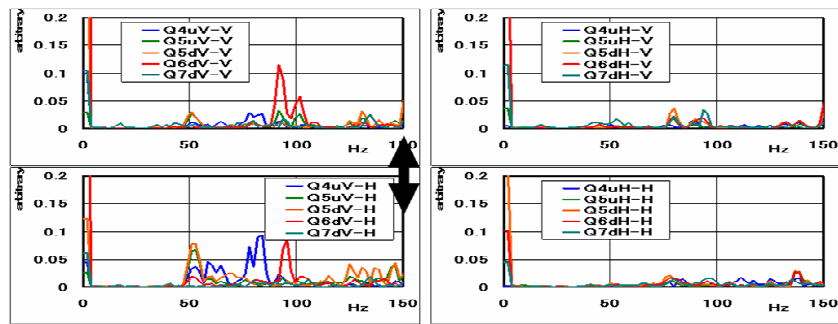 arbitrary
0.2
0.15
0.1
0.05
0
Q4uV-V
Q5uV-V
Q5dV-V
Q6dV-V
Q7dV-V
0 50 100 Hz 150
arbitrary
0.2
0.15
0.1
0.05
0
Q4uH-V
Q5uH-V
Q5dH-V
Q6dH-V
Q7dH-V
0 50 100 Hz 150
arbitrary
0.2
0.15
0.1
0.05
0
Q4uV-H
Q5uV-H
Q5dV-H
Q6dV-H
Q7dV-H
0 50 100 Hz 150
arbitrary
0.2
0.15
0.1
0.05
0
Q4uH-H
Q5uH-H
Q5dH-H
Q6dH-H
Q7dH-H
0 50 100 Hz 150